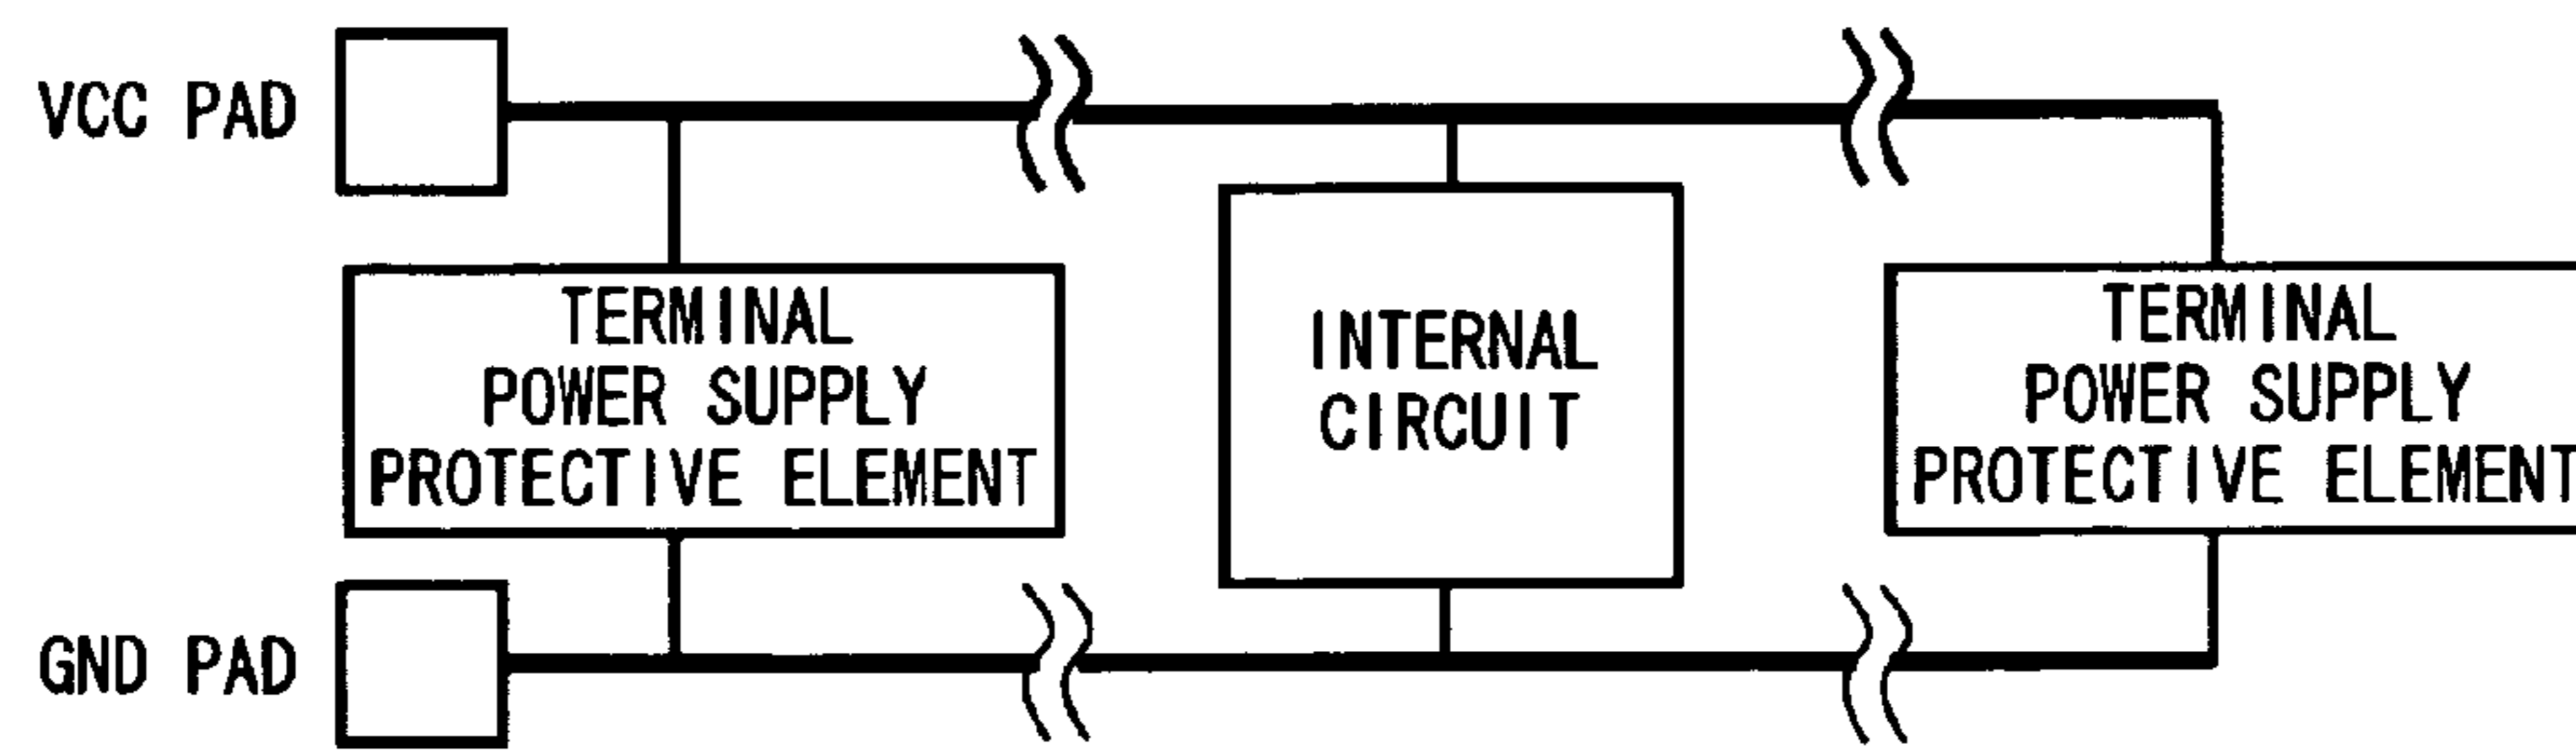 VCC PAD
TERMINAL
POWER SUPPLY
PROTECTIVE ELEMENT
INTERNAL
CIRCUIT
TERMINAL
POWER SUPPLY
PROTECTIVE ELEMENT
GND PAD